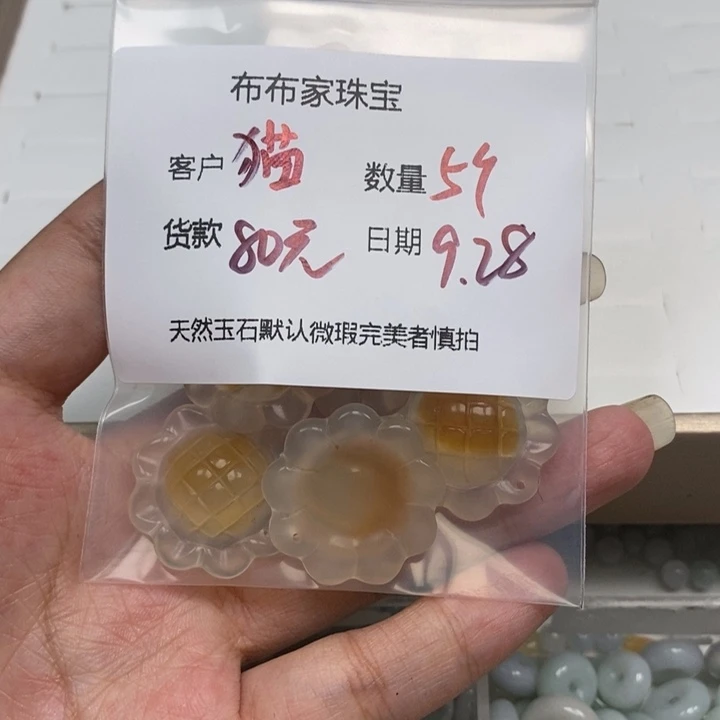 布布家珠宝
客户 猫 数量 5个
货款 80元 日期 9.28
天然玉石默认微瑕完美者慎拍